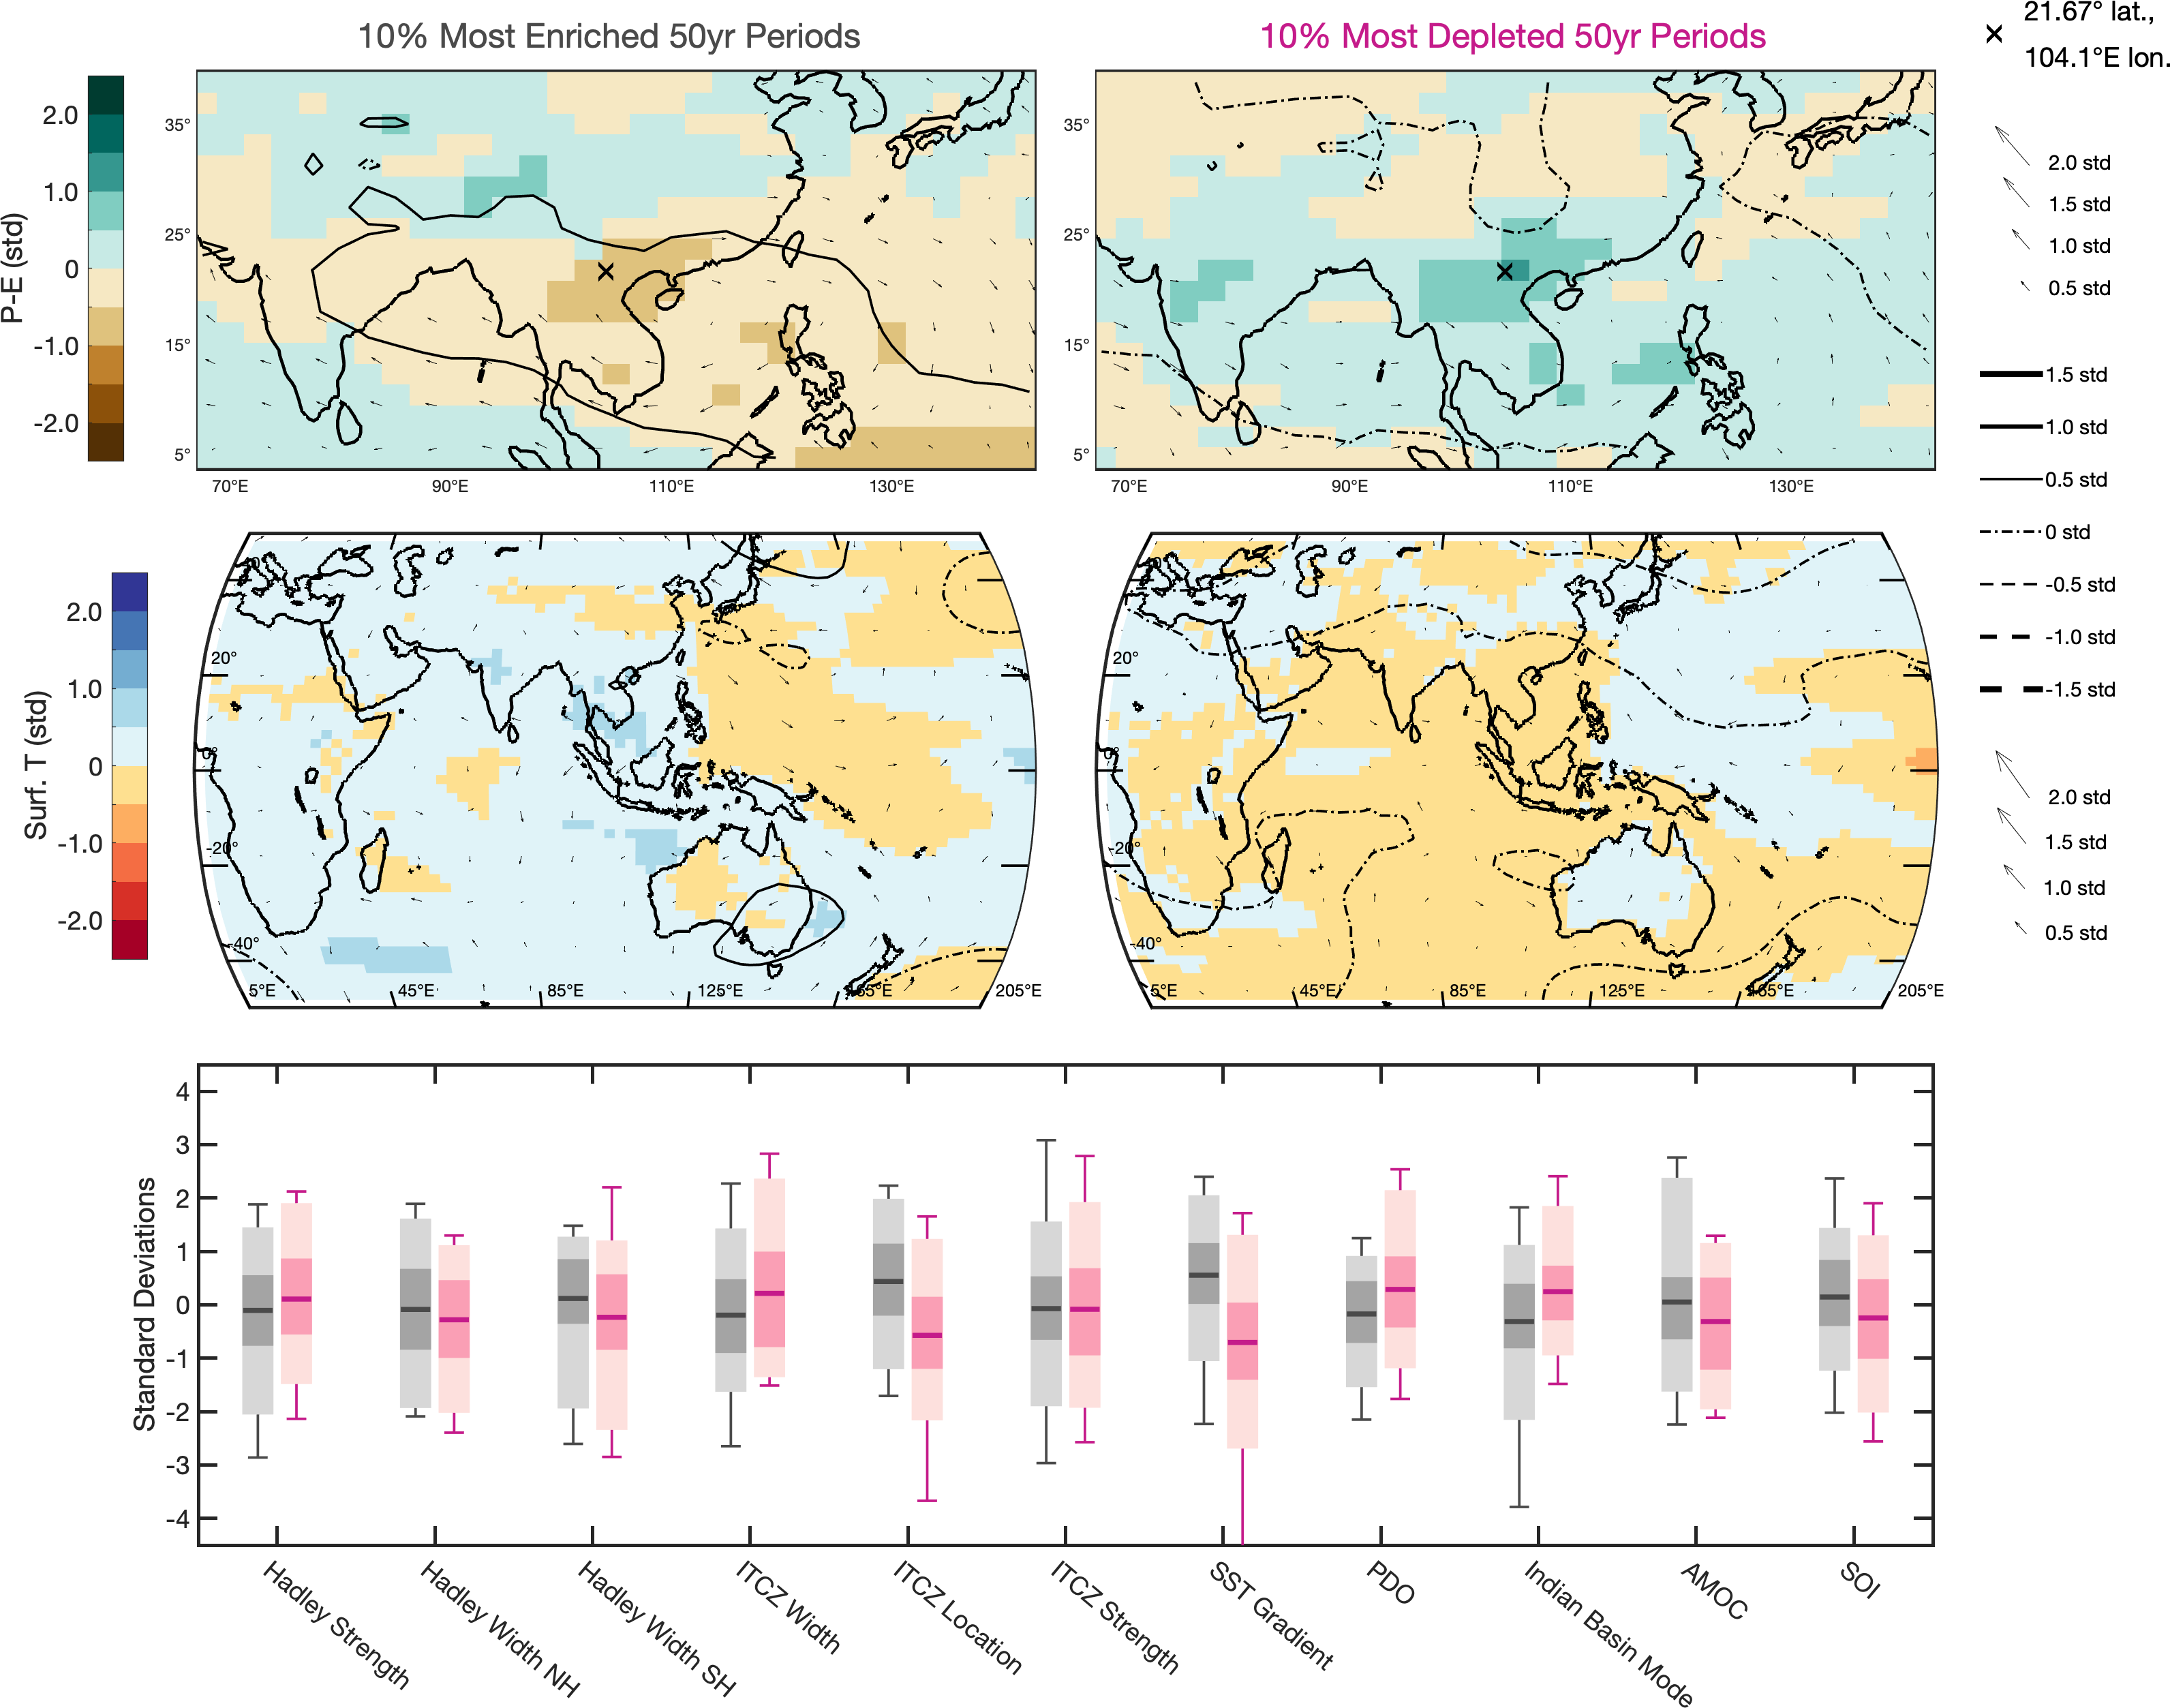 10% Most Enriched 50yr Periods
10% Most Depleted 50yr Periods
21.67° lat.,
104.1°E lon.
P-E (std)
2.0
1.0
0
-1.0
-2.0
35°
25°
15°
5°
70°E
90°E
110°E
130°E
35°
25°
15°
5°
70°E
90°E
110°E
130°E
2.0 std
1.5 std
1.0 std
0.5 std
1.5 std
1.0 std
0.5 std
0 std
-0.5 std
-1.0 std
-1.5 std
Surf. T (std)
2.0
1.0
0
-1.0
-2.0
20°
0°
-20°
-40°
5°E
45°E
85°E
125°E
165°E
205°E
20°
0°
-20°
-40°
5°E
45°E
85°E
125°E
165°E
205°E
2.0 std
1.5 std
1.0 std
0.5 std
Standard Deviations
4
3
2
1
0
-1
-2
-3
-4
Hadley Strength
Hadley Width NH
Hadley Width SH
ITCZ Width
ITCZ Location
ITCZ Strength
SST Gradient
PDO
Indian Basin Mode
AMOC
SOI